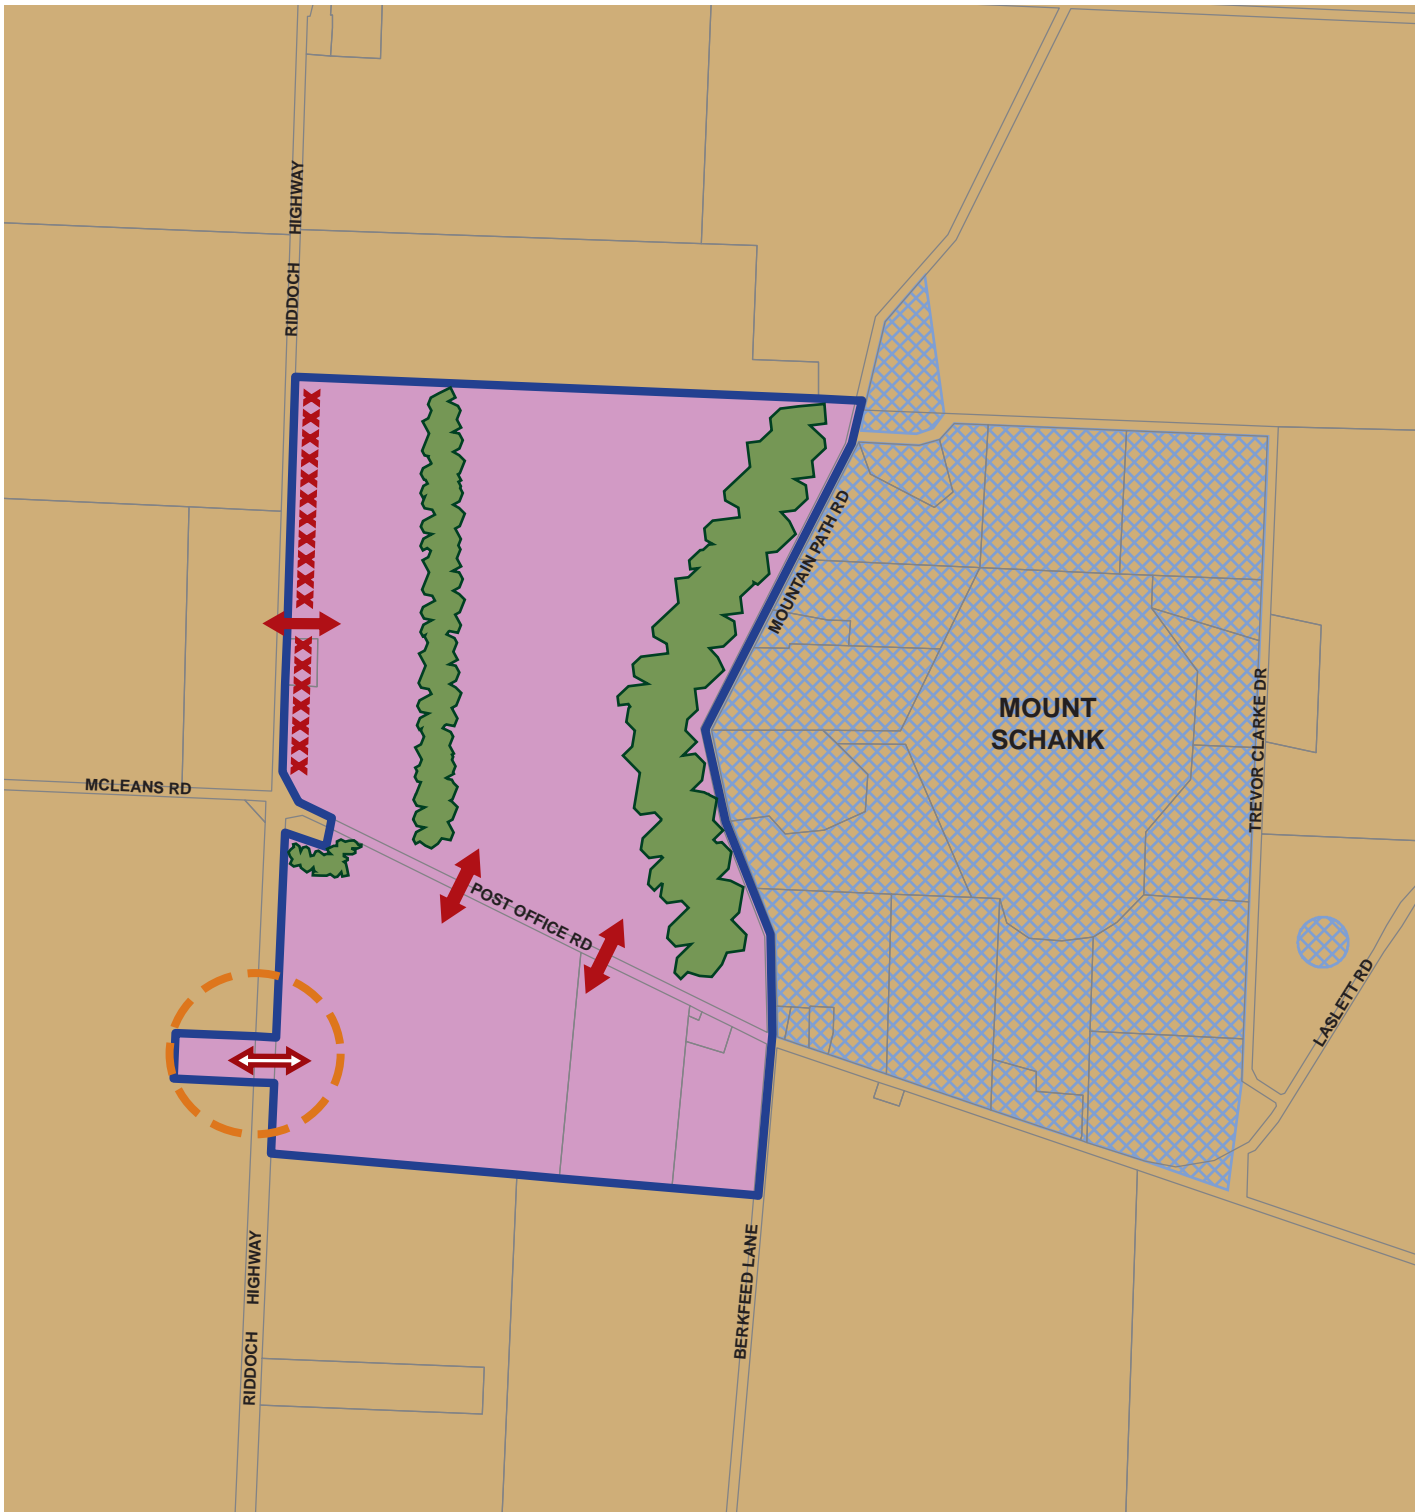 RIDDOCH HIGHWAY
MOUNTAIN PATH RD
MOUNT
SCHANK
TREVOR CLARKE DR
MCLEANS RD
POST OFFICE RD
LASLETT RD
RIDDOCH HIGHWAY
BERKFEED LANE